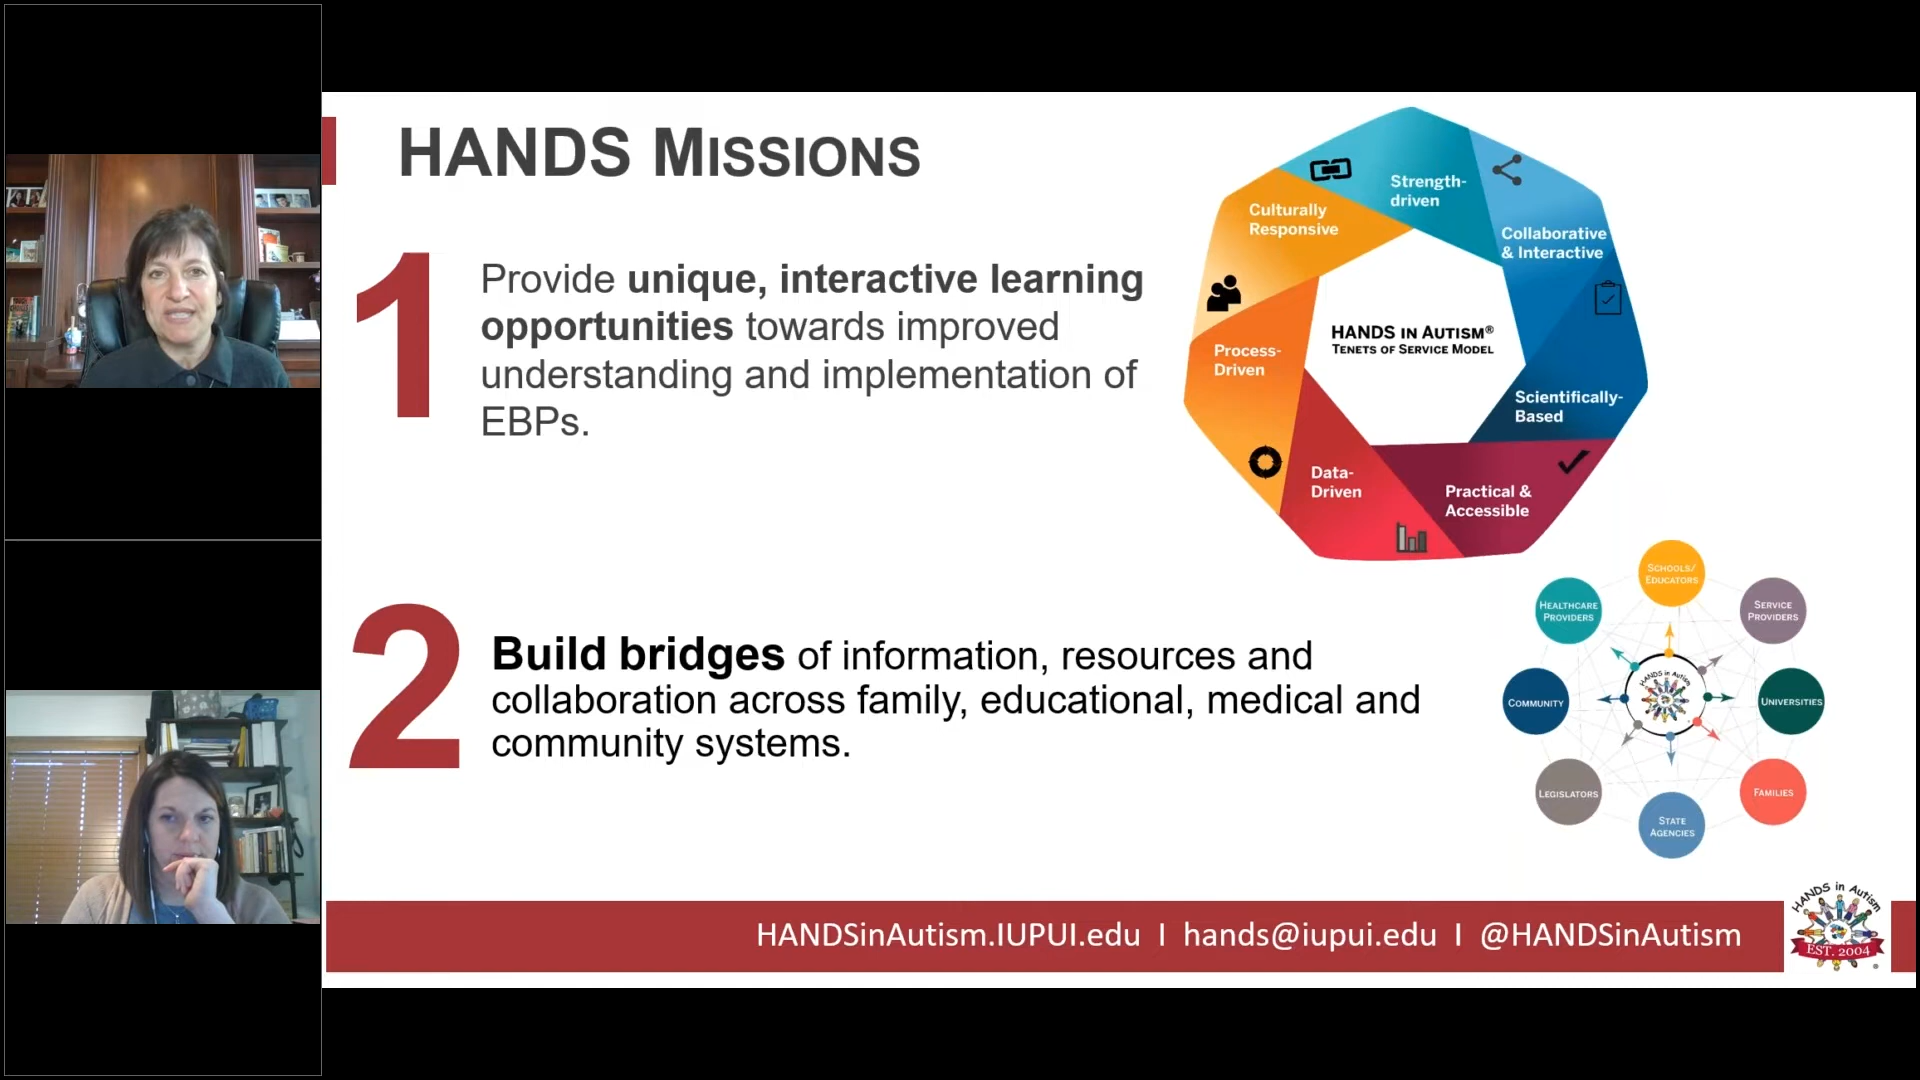 HANDS MISSIONS
1
Provide unique, interactive learning
opportunities towards improved
understanding and implementation of
EBPs.
Strength-
driven
Collaborative
& Interactive
Culturally
Responsive
HANDS IN AUTISM®
TENETS OF SERVICE MODEL
Process-
Driven
Scientifically-
Based
Data-
Driven
Practical &
Accessible
2
Build bridges of information, resources and
collaboration across family, educational, medical and
community systems.
SCHOOLS/
EDUCATORS
HEALTHCARE
PROVIDERS
SERVICE
PROVIDERS
HANDS in Autism
COMMUNITY
UNIVERSITIES
LEGISLATORS
FAMILIES
STATE
AGENCIES
HANDSinAutism.IUPUI.edu I hands@iupui.edu I @HANDSinAutism
HANDS in Autism
EST. 2004
®